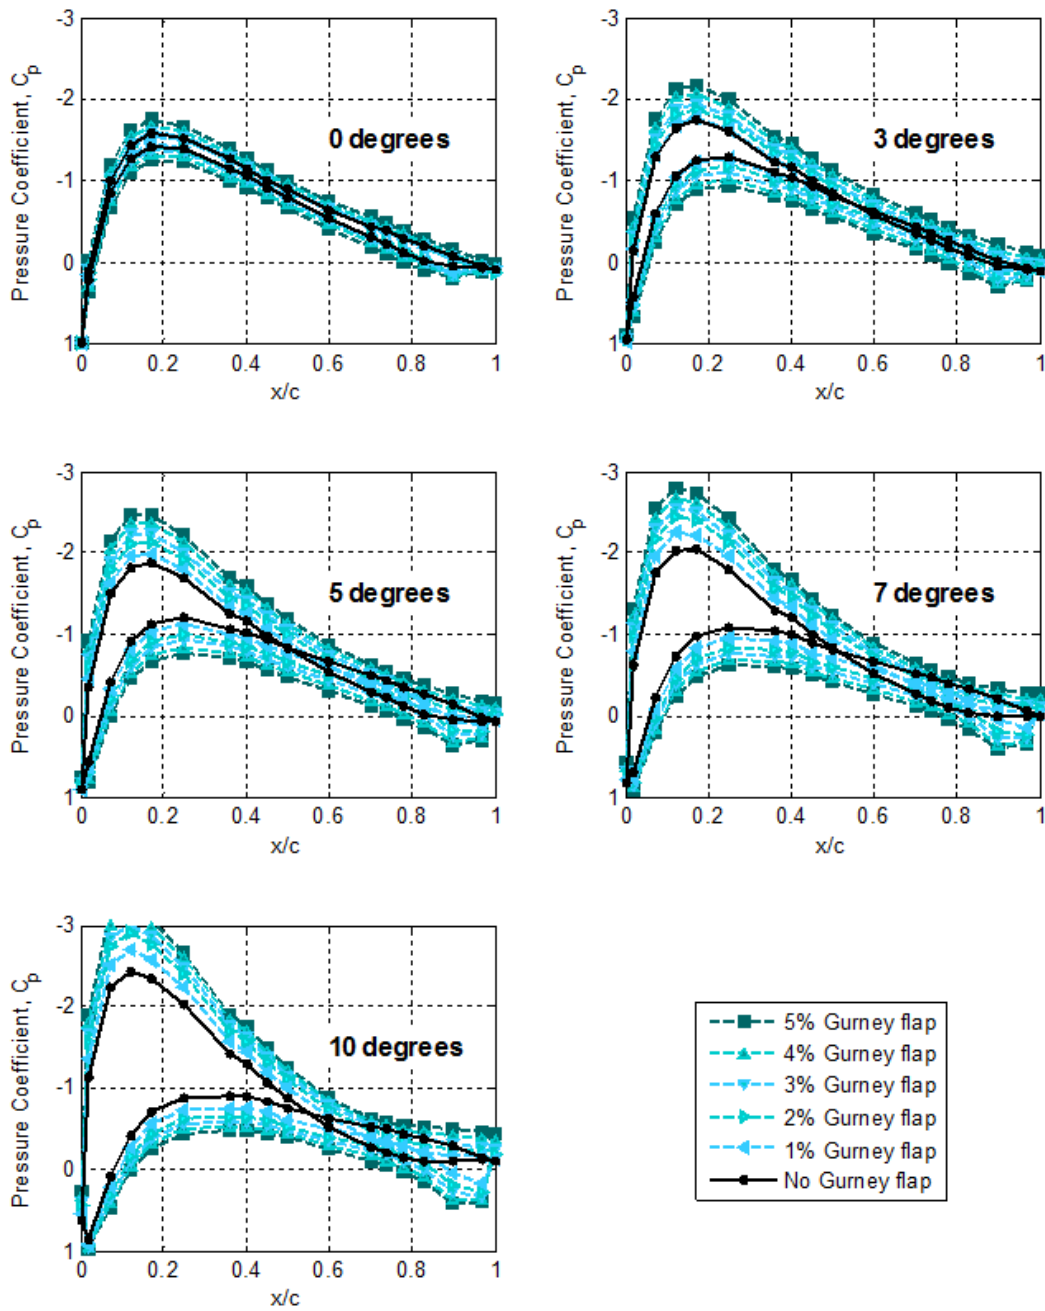 -3
-2
-1
0
1
Pressure Coefficient, Cp
0 degrees
0 0.2 0.4 0.6 0.8 1
x/c
-3
-2
-1
0
1
Pressure Coefficient, Cp
3 degrees
0 0.2 0.4 0.6 0.8 1
x/c
-3
-2
-1
0
1
Pressure Coefficient, Cp
5 degrees
0 0.2 0.4 0.6 0.8 1
x/c
-3
-2
-1
0
1
Pressure Coefficient, Cp
7 degrees
0 0.2 0.4 0.6 0.8 1
x/c
-3
-2
-1
0
1
Pressure Coefficient, Cp
10 degrees
0 0.2 0.4 0.6 0.8 1
x/c
5% Gurney flap
4% Gurney flap
3% Gurney flap
2% Gurney flap
1% Gurney flap
No Gurney flap